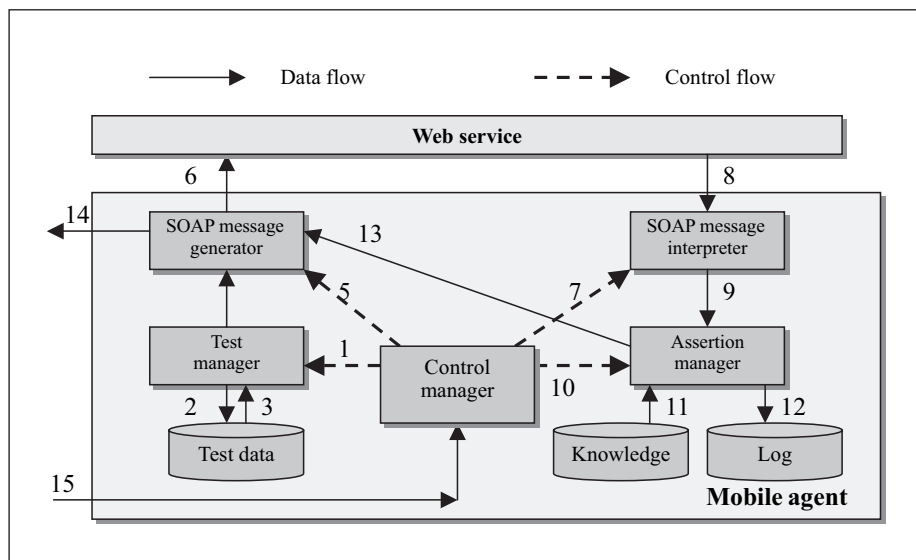 Data flow
Control flow
Web service
6
8
14
SOAP message
generator
13
SOAP message
interpreter
5
7
9
Test
manager
1
Control
manager
10
Assertion
manager
2
3
11
12
Test data
Knowledge
Log
15
Mobile agent